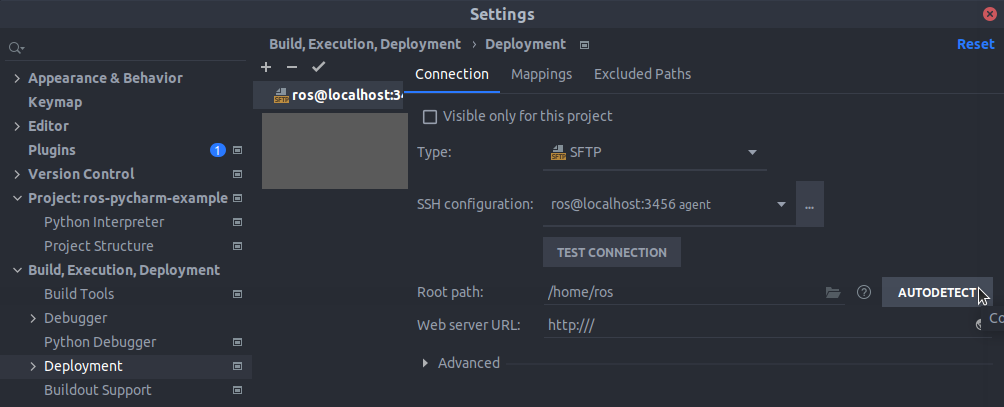 Settings
Appearance & Behavior
Keymap
Editor
Plugins 1
Version Control
Project: ros-pycharm-example
Python Interpreter
Project Structure
Build, Execution, Deployment
Build Tools
Debugger
Python Debugger
Deployment
Buildout Support
Build, Execution, Deployment › Deployment
Reset
SFTP ros@localhost:34
Connection Mappings Excluded Paths
Visible only for this project
Type: SFTP SFTP
SSH configuration: ros@localhost:3456 agent ...
TEST CONNECTION
Root path: /home/ros ? AUTODETECT
Web server URL: http:///
Co
Advanced